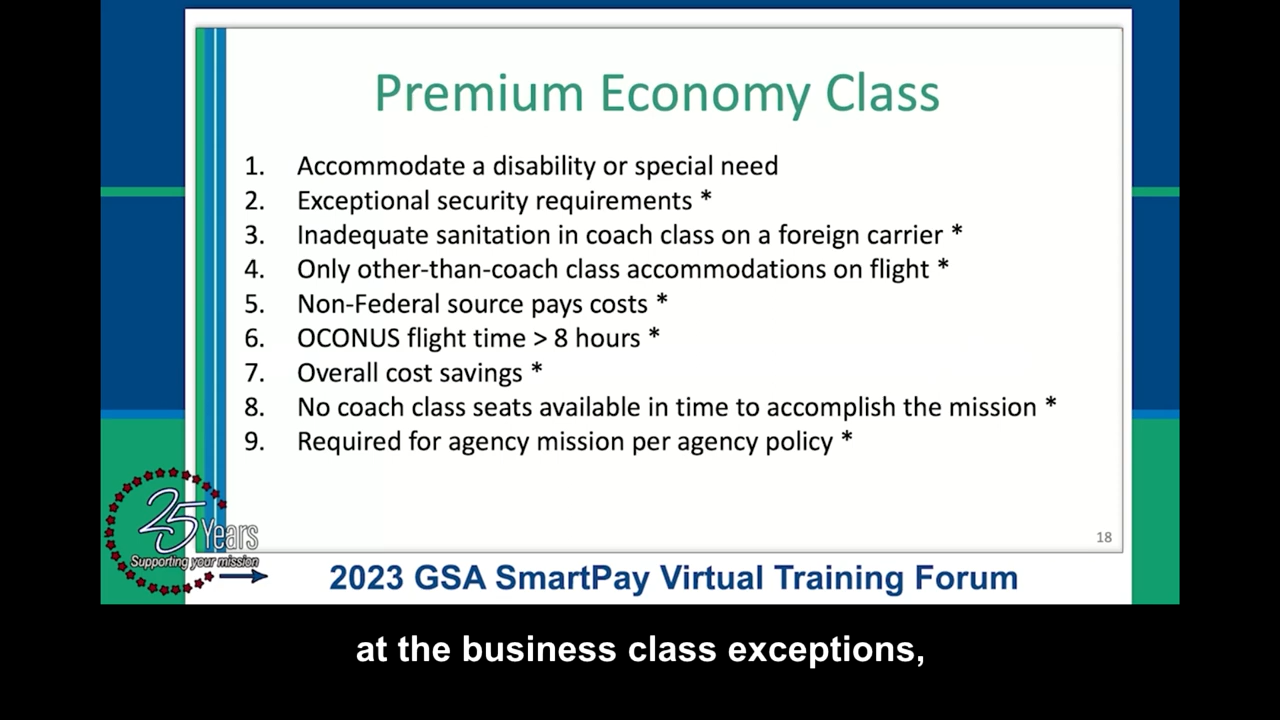 Premium Economy Class
1. Accommodate a disability or special need
2. Exceptional security requirements *
3. Inadequate sanitation in coach class on a foreign carrier *
4. Only other-than-coach class accommodations on flight *
5. Non-Federal source pays costs *
6. OCONUS flight time > 8 hours *
7. Overall cost savings *
8. No coach class seats available in time to accomplish the mission *
9. Required for agency mission per agency policy *
18
25 Years
Supporting your mission
2023 GSA SmartPay Virtual Training Forum
at the business class exceptions,